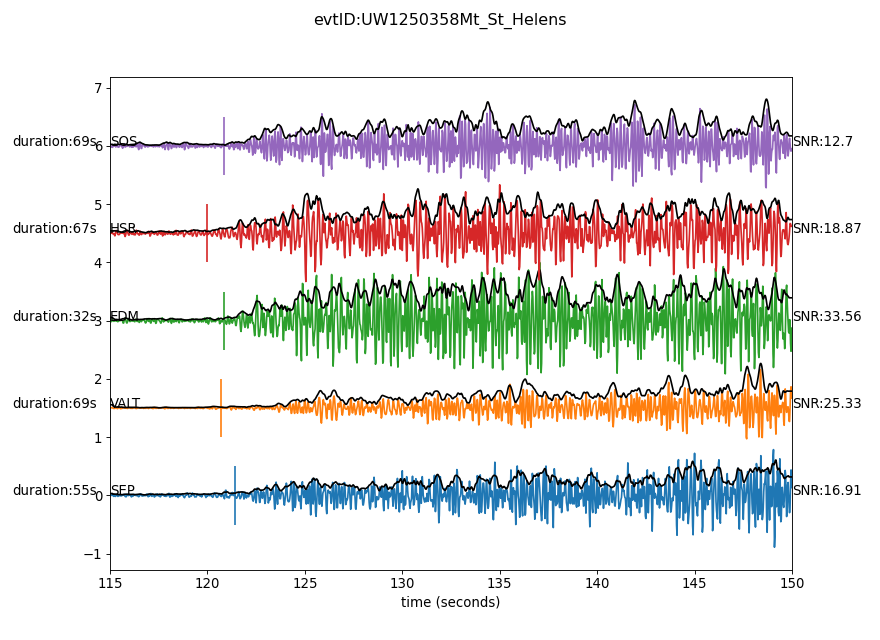 evtID:UW1250358Mt_St_Helens
7
duration:69s 6 SOS SNR:12.7
5
duration:67s HSR SNR:18.87
4
duration:32s 3 EDM SNR:33.56
2
duration:69s VALT SNR:25.33
1
duration:55s 0 SEP SNR:16.91
−1
115 120 125 130 135 140 145 150
time (seconds)